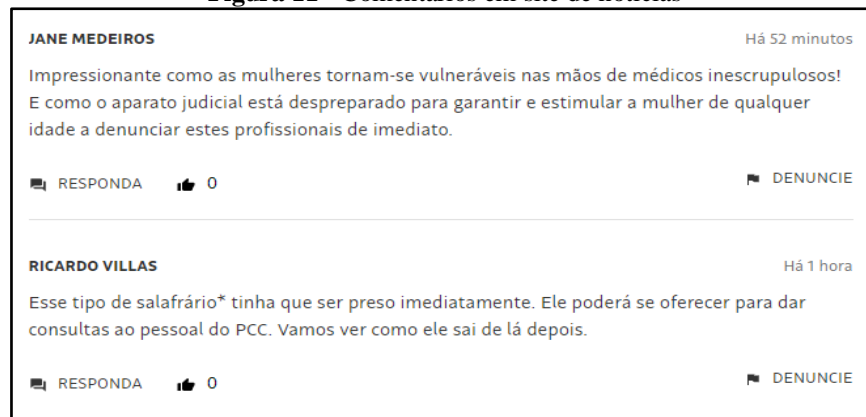 Figura 11 - Comentários em site de notícias
JANE MEDEIROS
Há 52 minutos
Impressionante como as mulheres tornam-se vulneráveis nas mãos de médicos inescrupulosos!
E como o aparato judicial está despreparado para garantir e estimular a mulher de qualquer
idade a denunciar estes profissionais de imediato.
RESPONDA
0
DENUNCIE
RICARDO VILLAS
Há 1 hora
Esse tipo de salafrário* tinha que ser preso imediatamente. Ele poderá se oferecer para dar
consultas ao pessoal do PCC. Vamos ver como ele sai de lá depois.
RESPONDA
0
DENUNCIE